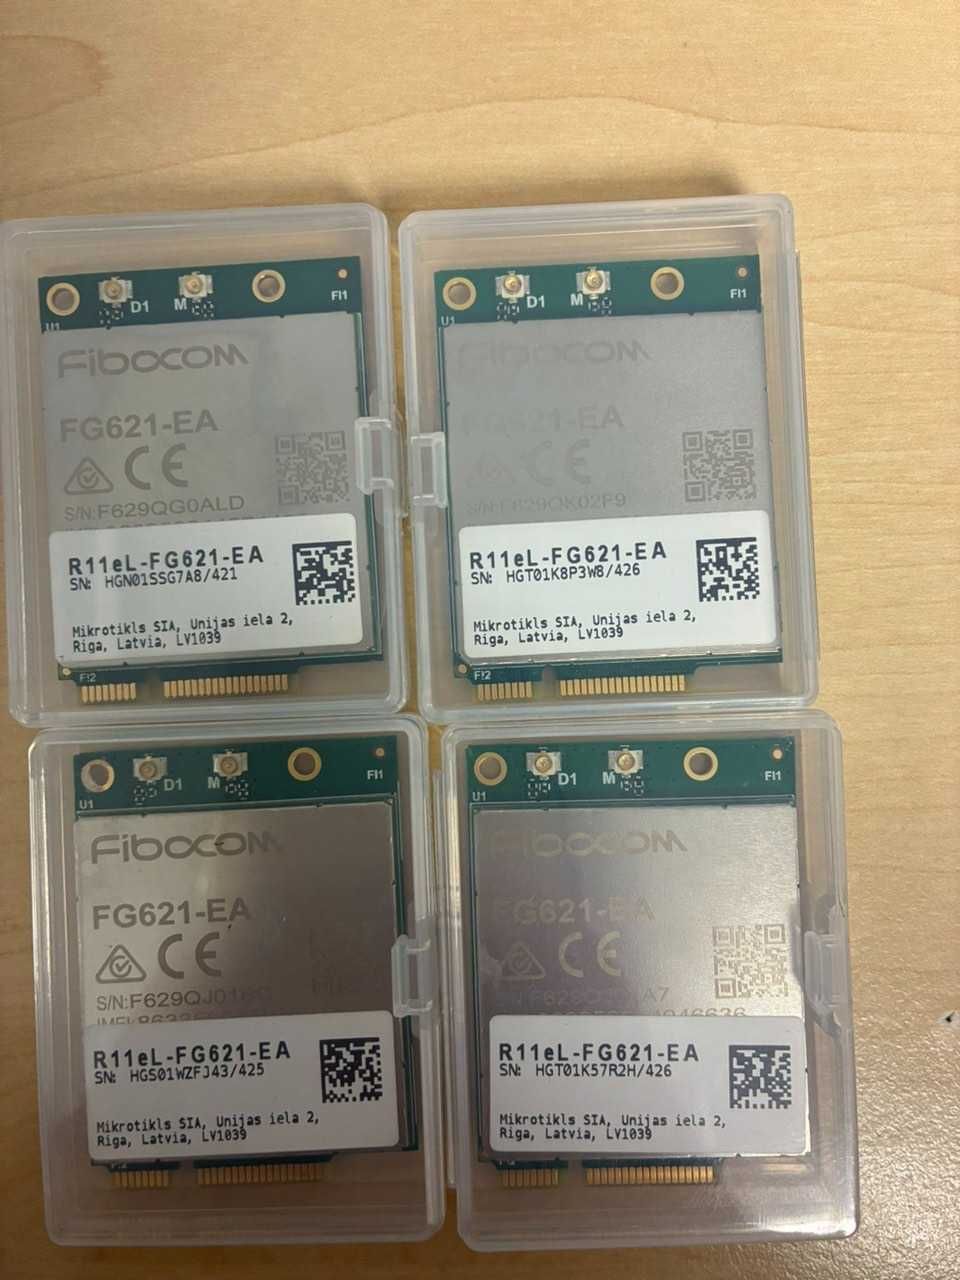 D1
M
FI1
U1
Fibocom
FG621-EA
CE
S/N:F629QG0ALD
R11eL-FG621-EA
SN: HGN01SSG7A8/421
Mikrotikls SIA, Unijas iela 2,
Riga, Latvia, LV1039
F!2
D1
M
FI1
U1
Fibocom
FG621-EA
CE
S/N:F629QK02P9
R11eL-FG621-EA
SN: HGT01K8P3W8/426
Mikrotikls SIA, Unijas iela 2,
Riga, Latvia, LV1039
F!2
D1
M
FI1
U1
Fibocom
FG621-EA
CE
R11eL-FG621-EA
SN: HGS01WZFJ43/425
Mikrotikls SIA, Unijas iela 2,
Riga, Latvia, LV1039
D1
M
FI1
U1
Fibocom
FG621-EA
CE
R11eL-FG621-EA
SN: HGT01K57R2H/426
Mikrotikls SIA, Unijas iela 2,
Riga, Latvia, LV1039